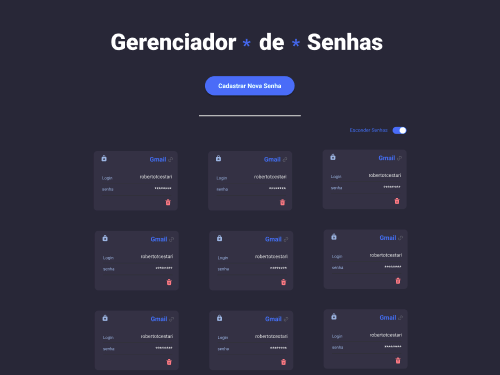 Gerenciador * de * Senhas
Cadastrar Nova Senha
Esconder Senhas
Gmail
Login robertotcestari
senha ********
Gmail
Login robertotcestari
senha ********
Gmail
Login robertotcestari
senha ********
Gmail
Login robertotcestari
senha ********
Gmail
Login robertotcestari
senha ********
Gmail
Login robertotcestari
senha ********
Gmail
Login robertotcestari
senha ********
Gmail
Login robertotcestari
senha ********
Gmail
Login robertotcestari
senha ********